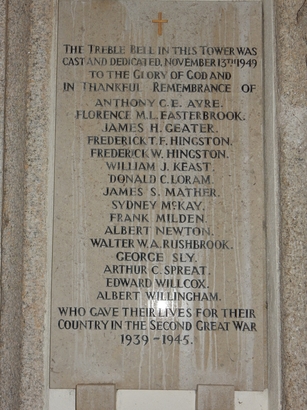 THE TREBLE BELL IN THIS TOWER WAS
CAST AND DEDICATED, NOVEMBER 13TH 1949
TO THE GLORY OF GOD AND
IN THANKFUL REMEMBRANCE OF
ANTHONY C.E. AYRE.
FLORENCE M.L. EASTERBROOK.
JAMES H. GEATER.
FREDERICK T.F. HINGSTON.
FREDERICK W. HINGSTON.
WILLIAM J. KEAST.
DONALD C. LORAM.
JAMES S. MATHER.
SYDNEY McKAY.
FRANK MILDEN.
ALBERT NEWTON.
WALTER W.A. RUSHBROOK.
GEORGE SLY.
ARTHUR C. SPREAT.
EDWARD WILLCOX.
ALBERT WILLINGHAM.
WHO GAVE THEIR LIVES FOR THEIR
COUNTRY IN THE SECOND GREAT WAR
1939-1945.